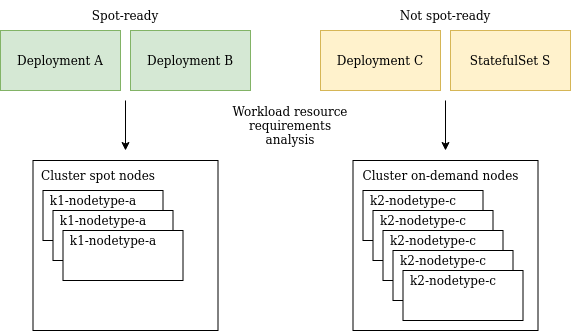 Spot-ready
Not spot-ready
Deployment A
Deployment B
Deployment C
StatefulSet S
Workload resource
requirements
analysis
Cluster spot nodes
k1-nodetype-a
k1-nodetype-a
k1-nodetype-a
Cluster on-demand nodes
k2-nodetype-c
k2-nodetype-c
k2-nodetype-c
k2-nodetype-c
k2-nodetype-c